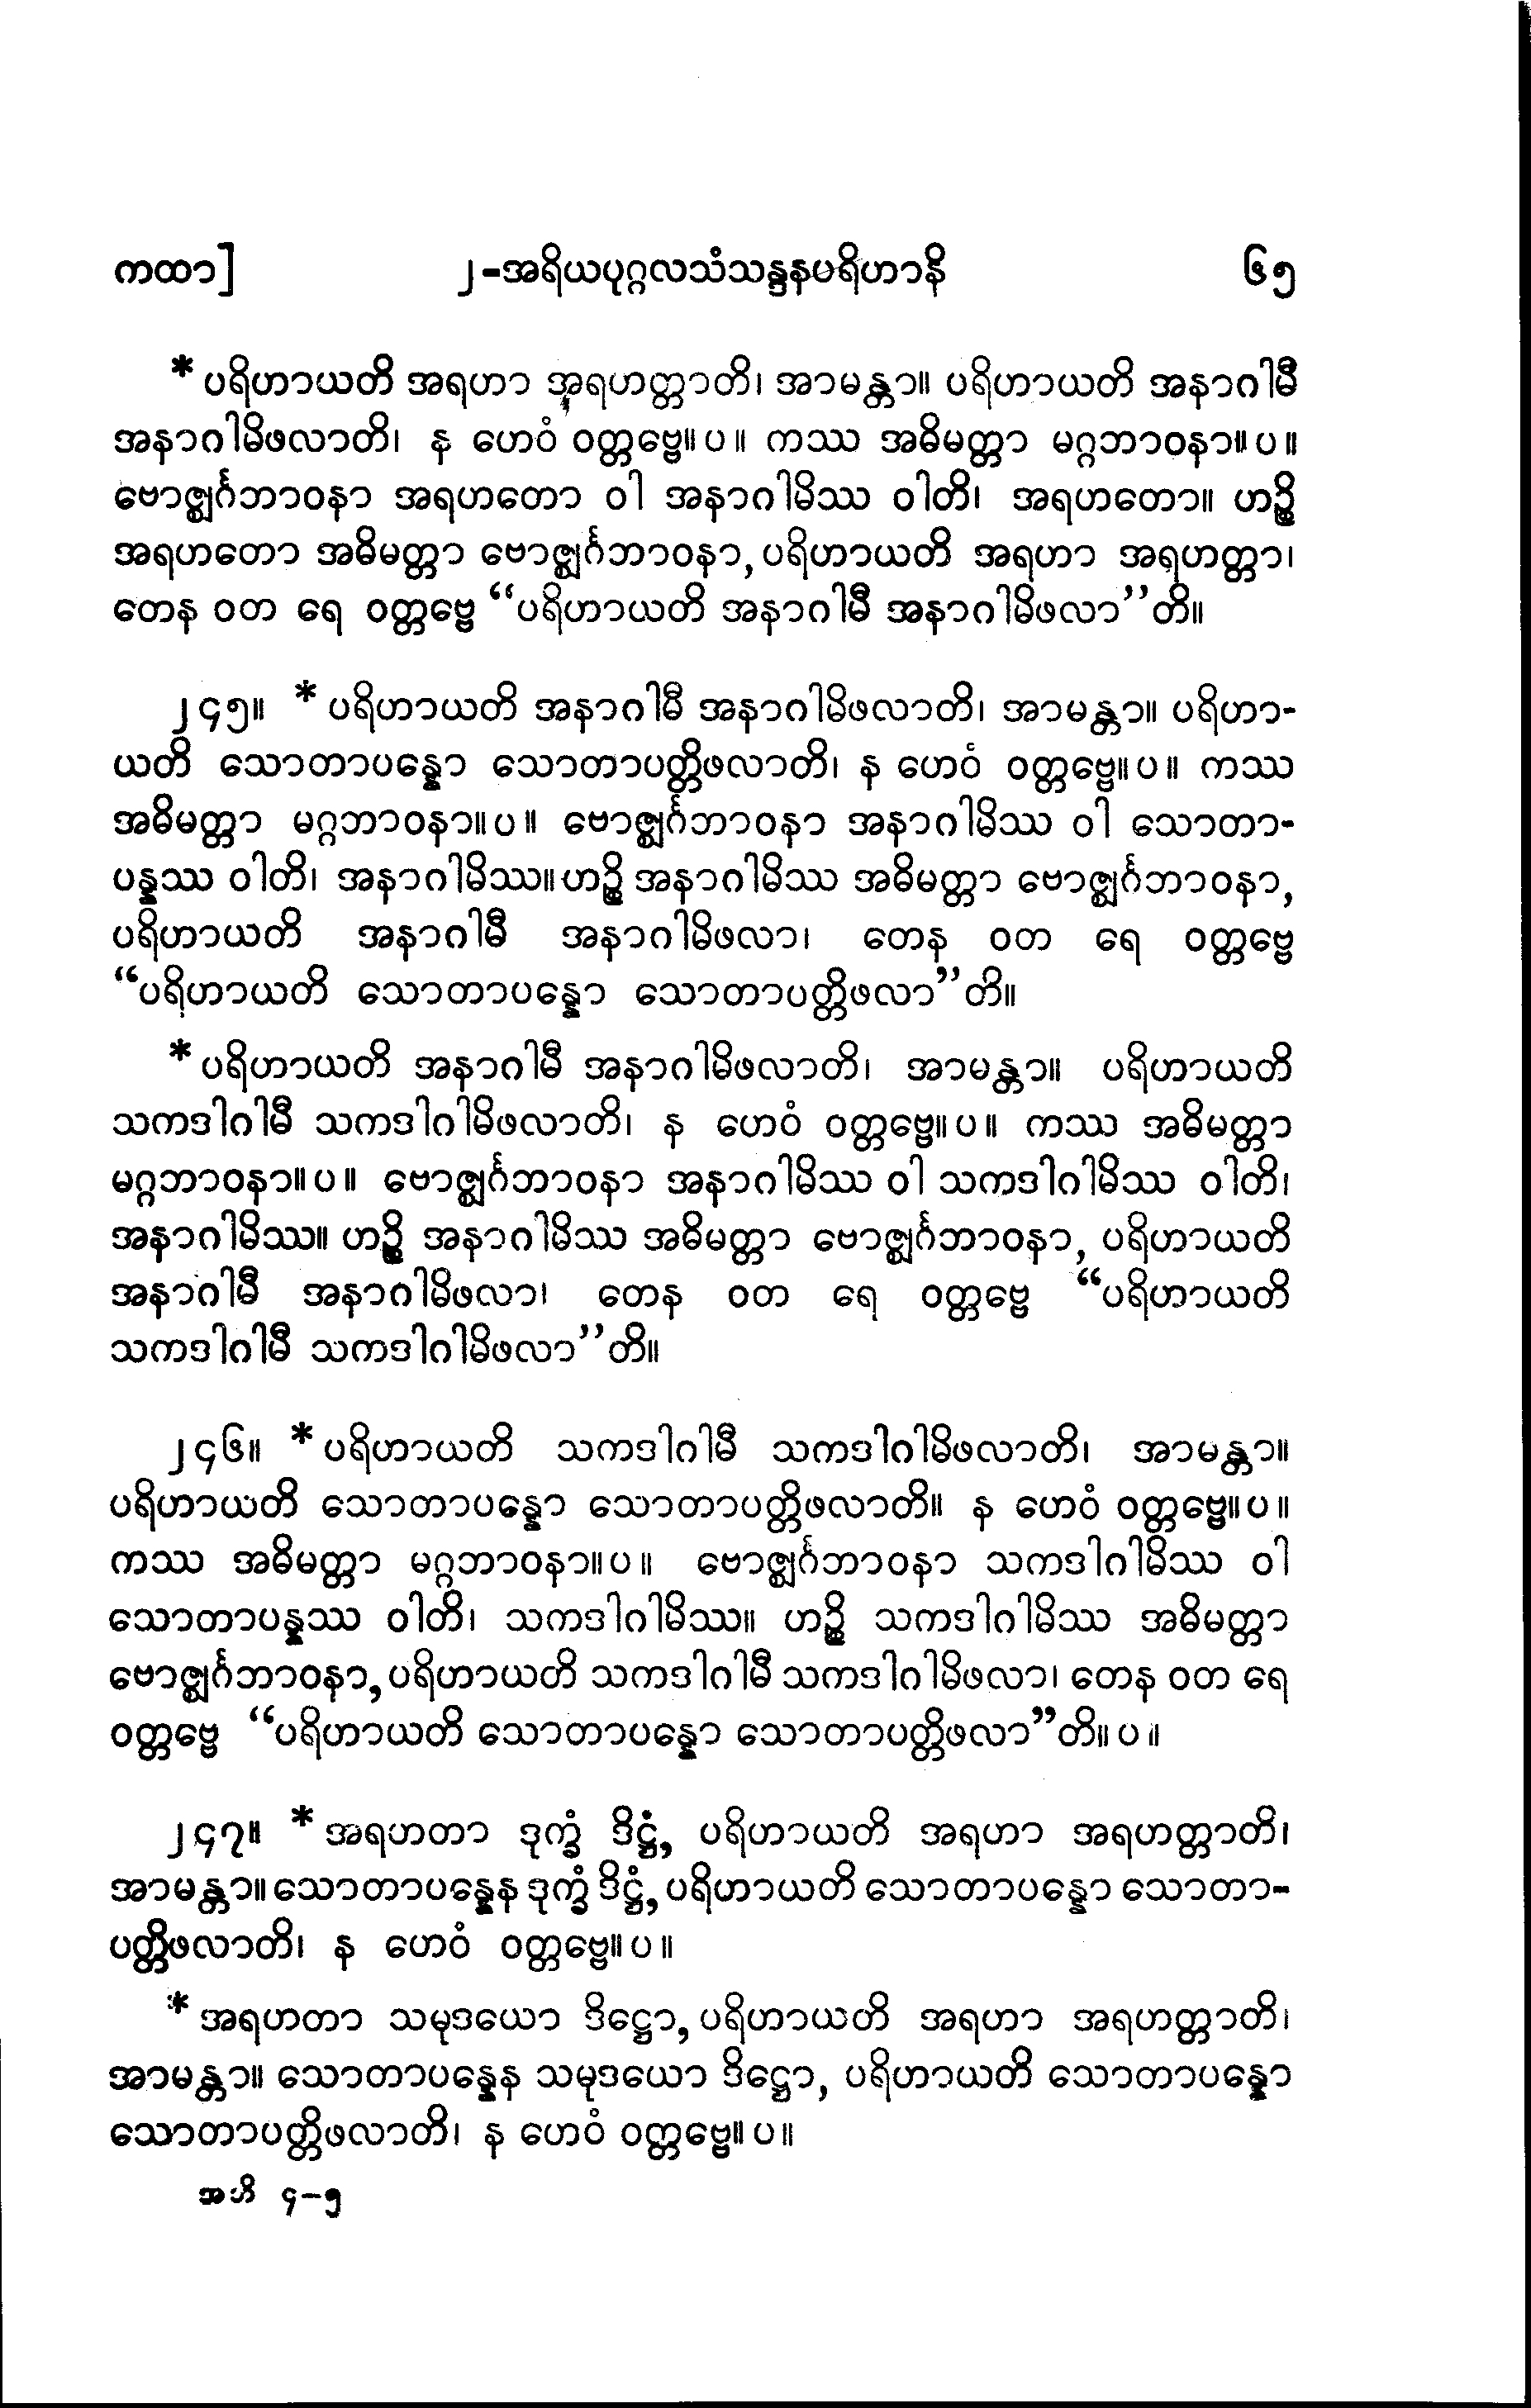 ကထာ] ၂-အရိယပုဂ္ဂလသံသန္ဒနပရိဟာနိ ၆၅
* ပရိဟာယတိ အရဟာ အရဟတ္တာတိ၊ အာမန္တာ။ ပရိဟာယတိ အနာဂါမီ
အနာဂါမိဖလာတိ၊ န ဟေဝံ ဝတ္တဗ္ဗေ။ပ။ ကဿ အဓိမတ္တာ မဂ္ဂဘာဝနာ။ပ။
ဗောဇ္ဈင်္ဂဘာဝနာ အရဟတော ဝါ အနာဂါမိဿ ဝါတိ၊ အရဟတော။ ဟဉ္စိ
အရဟတော အဓိမတ္တာ ဗောဇ္ဈင်္ဂဘာဝနာ, ပရိဟာယတိ အရဟာ အရဟတ္တာ၊
တေန ဝတ ရေ ဝတ္တဗ္ဗေ “ပရိဟာယတိ အနာဂါမီ အနာဂါမိဖလာ”တိ။
၂၄၅။ * ပရိဟာယတိ အနာဂါမီ အနာဂါမိဖလာတိ၊ အာမန္တာ။ ပရိဟာ-
ယတိ သောတာပန္နော သောတာပတ္တိဖလာတိ၊ န ဟေဝံ ဝတ္တဗ္ဗေ။ပ။ ကဿ
အဓိမတ္တာ မဂ္ဂဘာဝနာ။ပ။ ဗောဇ္ဈင်္ဂဘာဝနာ အနာဂါမိဿ ဝါ သောတာ-
ပန္နဿ ဝါတိ၊ အနာဂါမိဿ။ ဟဉ္စိ အနာဂါမိဿ အဓိမတ္တာ ဗောဇ္ဈင်္ဂဘာဝနာ,
ပရိဟာယတိ အနာဂါမီ အနာဂါမိဖလာ၊ တေန ဝတ ရေ ဝတ္တဗ္ဗေ
“ပရိဟာယတိ သောတာပန္နော သောတာပတ္တိဖလာ”တိ။
* ပရိဟာယတိ အနာဂါမီ အနာဂါမိဖလာတိ၊ အာမန္တာ။ ပရိဟာယတိ
သကဒါဂါမီ သကဒါဂါမိဖလာတိ၊ န ဟေဝံ ဝတ္တဗ္ဗေ။ပ။ ကဿ အဓိမတ္တာ
မဂ္ဂဘာဝနာ။ပ။ ဗောဇ္ဈင်္ဂဘာဝနာ အနာဂါမိဿ ဝါ သကဒါဂါမိဿ ဝါတိ၊
အနာဂါမိဿ။ ဟဉ္စိ အနာဂါမိဿ အဓိမတ္တာ ဗောဇ္ဈင်္ဂဘာဝနာ, ပရိဟာယတိ
အနာဂါမီ အနာဂါမိဖလာ၊ တေန ဝတ ရေ ဝတ္တဗ္ဗေ “ပရိဟာယတိ
သကဒါဂါမီ သကဒါဂါမိဖလာ”တိ။
၂၄၆။ * ပရိဟာယတိ သကဒါဂါမီ သကဒါဂါမိဖလာတိ၊ အာမန္တာ။
ပရိဟာယတိ သောတာပန္နော သောတာပတ္တိဖလာတိ။ န ဟေဝံ ဝတ္တဗ္ဗေ။ပ။
ကဿ အဓိမတ္တာ မဂ္ဂဘာဝနာ။ပ။ ဗောဇ္ဈင်္ဂဘာဝနာ သကဒါဂါမိဿ ဝါ
သောတာပန္နဿ ဝါတိ၊ သကဒါဂါမိဿ။ ဟဉ္စိ သကဒါဂါမိဿ အဓိမတ္တာ
ဗောဇ္ဈင်္ဂဘာဝနာ, ပရိဟာယတိ သကဒါဂါမီ သကဒါဂါမိဖလာ၊ တေန ဝတ ရေ
ဝတ္တဗ္ဗေ “ပရိဟာယတိ သောတာပန္နော သောတာပတ္တိဖလာ”တိ။ပ။
၂၄၇။ * အရဟတာ ဒုက္ခံ ဒိဋ္ဌံ, ပရိဟာယတိ အရဟာ အရဟတ္တာတိ၊
အာမန္တာ။ သောတာပန္နေန ဒုက္ခံ ဒိဋ္ဌံ, ပရိဟာယတိ သောတာပန္နော သောတာ-
ပတ္တိဖလာတိ၊ န ဟေဝံ ဝတ္တဗ္ဗေ။ပ။
* အရဟတာ သမုဒယော ဒိဋ္ဌော, ပရိဟာယတိ အရဟာ အရဟတ္တာတိ၊
အာမန္တာ။ သောတာပန္နေန သမုဒယော ဒိဋ္ဌော, ပရိဟာယတိ သောတာပန္နော
သောတာပတ္တိဖလာတိ၊ န ဟေဝံ ဝတ္တဗ္ဗေ။ပ။
အဘိ ၄-၅